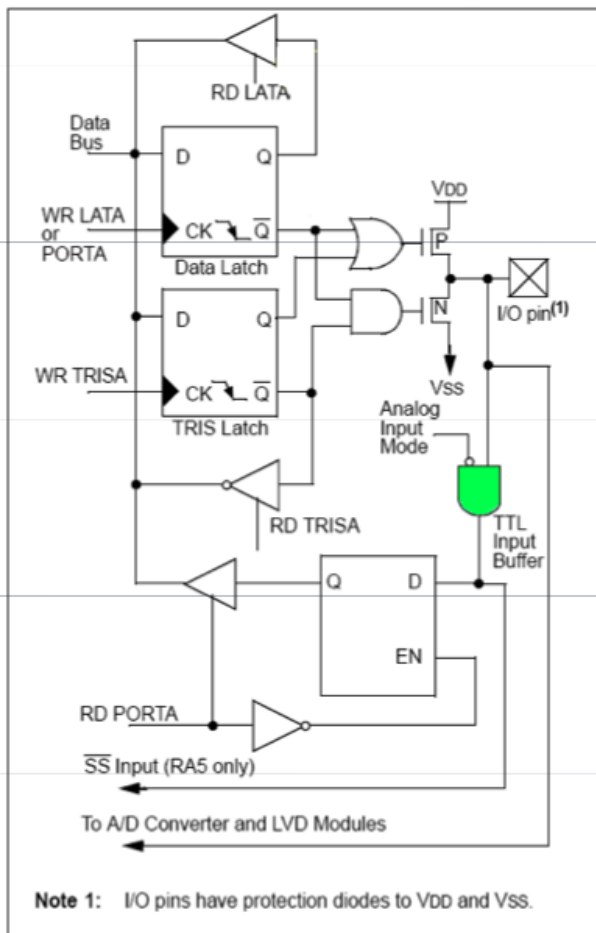 RD LATA
Data
Bus
D
Q
WR LATA
or
PORTA
CK
Q̅
Data Latch
VDD
P
N
I/O pin(1)
VSS
D
Q
WR TRISA
CK
Q̅
TRIS Latch
Analog
Input
Mode
TTL
Input
Buffer
RD TRISA
Q
D
EN
RD PORTA
S̅S̅ Input (RA5 only)
To A/D Converter and LVD Modules
Note 1: I/O pins have protection diodes to VDD and VSS.